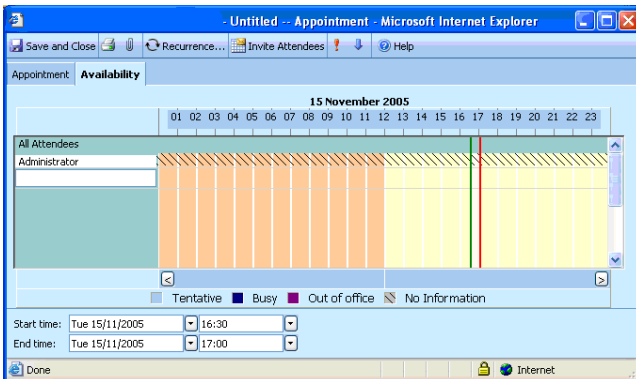 - Untitled -- Appointment - Microsoft Internet Explorer
Save and Close Recurrence... Invite Attendees Help
Appointment Availability
15 November 2005
01 02 03 04 05 06 07 08 09 10 11 12 13 14 15 16 17 18 19 20 21 22 23
All Attendees
Administrator
Tentative Busy Out of office No Information
Start time: Tue 15/11/2005 16:30
End time: Tue 15/11/2005 17:00
Done Internet